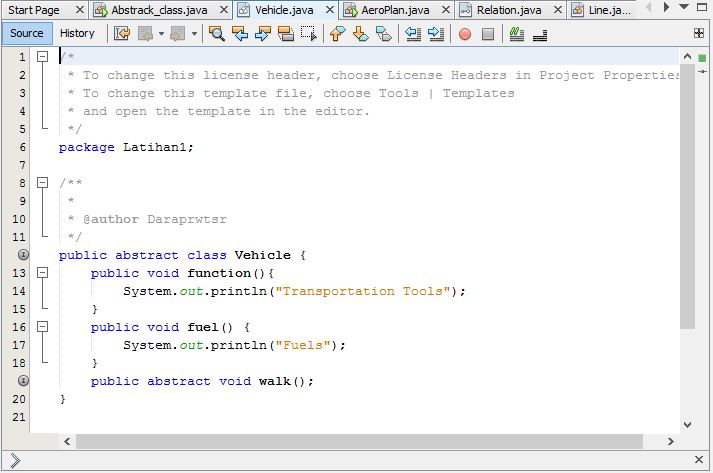 Start Page Abstrack_class.java Vehicle.java AeroPlan.java Relation.java Line.ja...
Source History
1 /*
2 * To change this license header, choose License Headers in Project Properties
3 * To change this template file, choose Tools | Templates
4 * and open the template in the editor.
5 */
6 package Latihan1;
7
8 /**
9 *
10 * @author Daraprwtsr
11 */
public abstract class Vehicle {
13 public void function(){
14 System.out.println("Transportation Tools");
15 }
16 public void fuel() {
17 System.out.println("Fuels");
18 }
public abstract void walk();
20 }
21